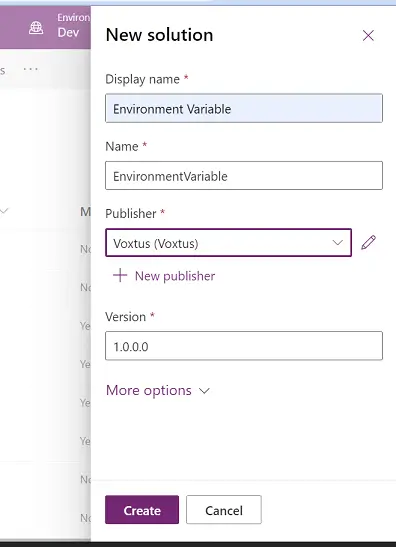 Environ
Dev
s ...
New solution
Display name *
Environment Variable
Name *
EnvironmentVariable
Publisher *
Voxtus (Voxtus)
+ New publisher
Version *
1.0.0.0
More options
Create
Cancel
M
No
No
Ye
Ye
Ye
Ye
No
No